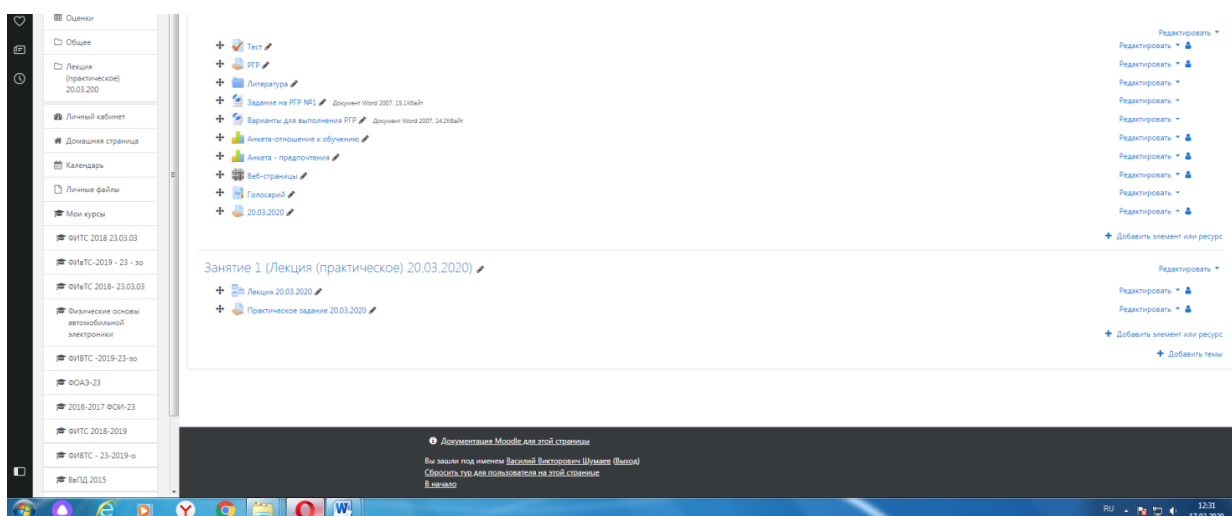 Оценки
Общее
Лекция
(практическое)
20.03.200
Личный кабинет
Домашняя страница
Календарь
Личные файлы
Мои курсы
ФИТС 2018 23.03.03
ФИвТС-2019 - 23 - зо
ФИвТС 2018- 23.03.03
Физические основы
автомобильной
электроники
ФИВТС -2019-23-зо
ФОАЭ-23
2016-2017 ФОИ-23
ФИТС 2018-2019
ФИВТС - 23-2019-о
ВвПД 2015
Редактировать
Тест Редактировать
РГР Редактировать
Литература Редактировать
Задание на РГР №1 Документ Word 2007, 15.1Кбайт Редактировать
Варианты для выполнения РГР Документ Word 2007, 14.2Кбайт Редактировать
Анкета-отношение к обучению Редактировать
Анкета - предпочтения Редактировать
Веб-страницы Редактировать
Голосарий Редактировать
20.03.2020 Редактировать
Добавить элемент или ресурс
Занятие 1 (Лекция (практическое) 20,03,2020) Редактировать
Лекция 20.03.2020 Редактировать
Практическое задание 20.03.2020 Редактировать
Добавить элемент или ресурс
Добавить темы
Документация Moodle для этой страницы
Вы зашли под именем Василий Викторович Шумаев (Выход)
Сбросить тур для пользователя на этой странице
В начало
RU 12:31
17.03.2020